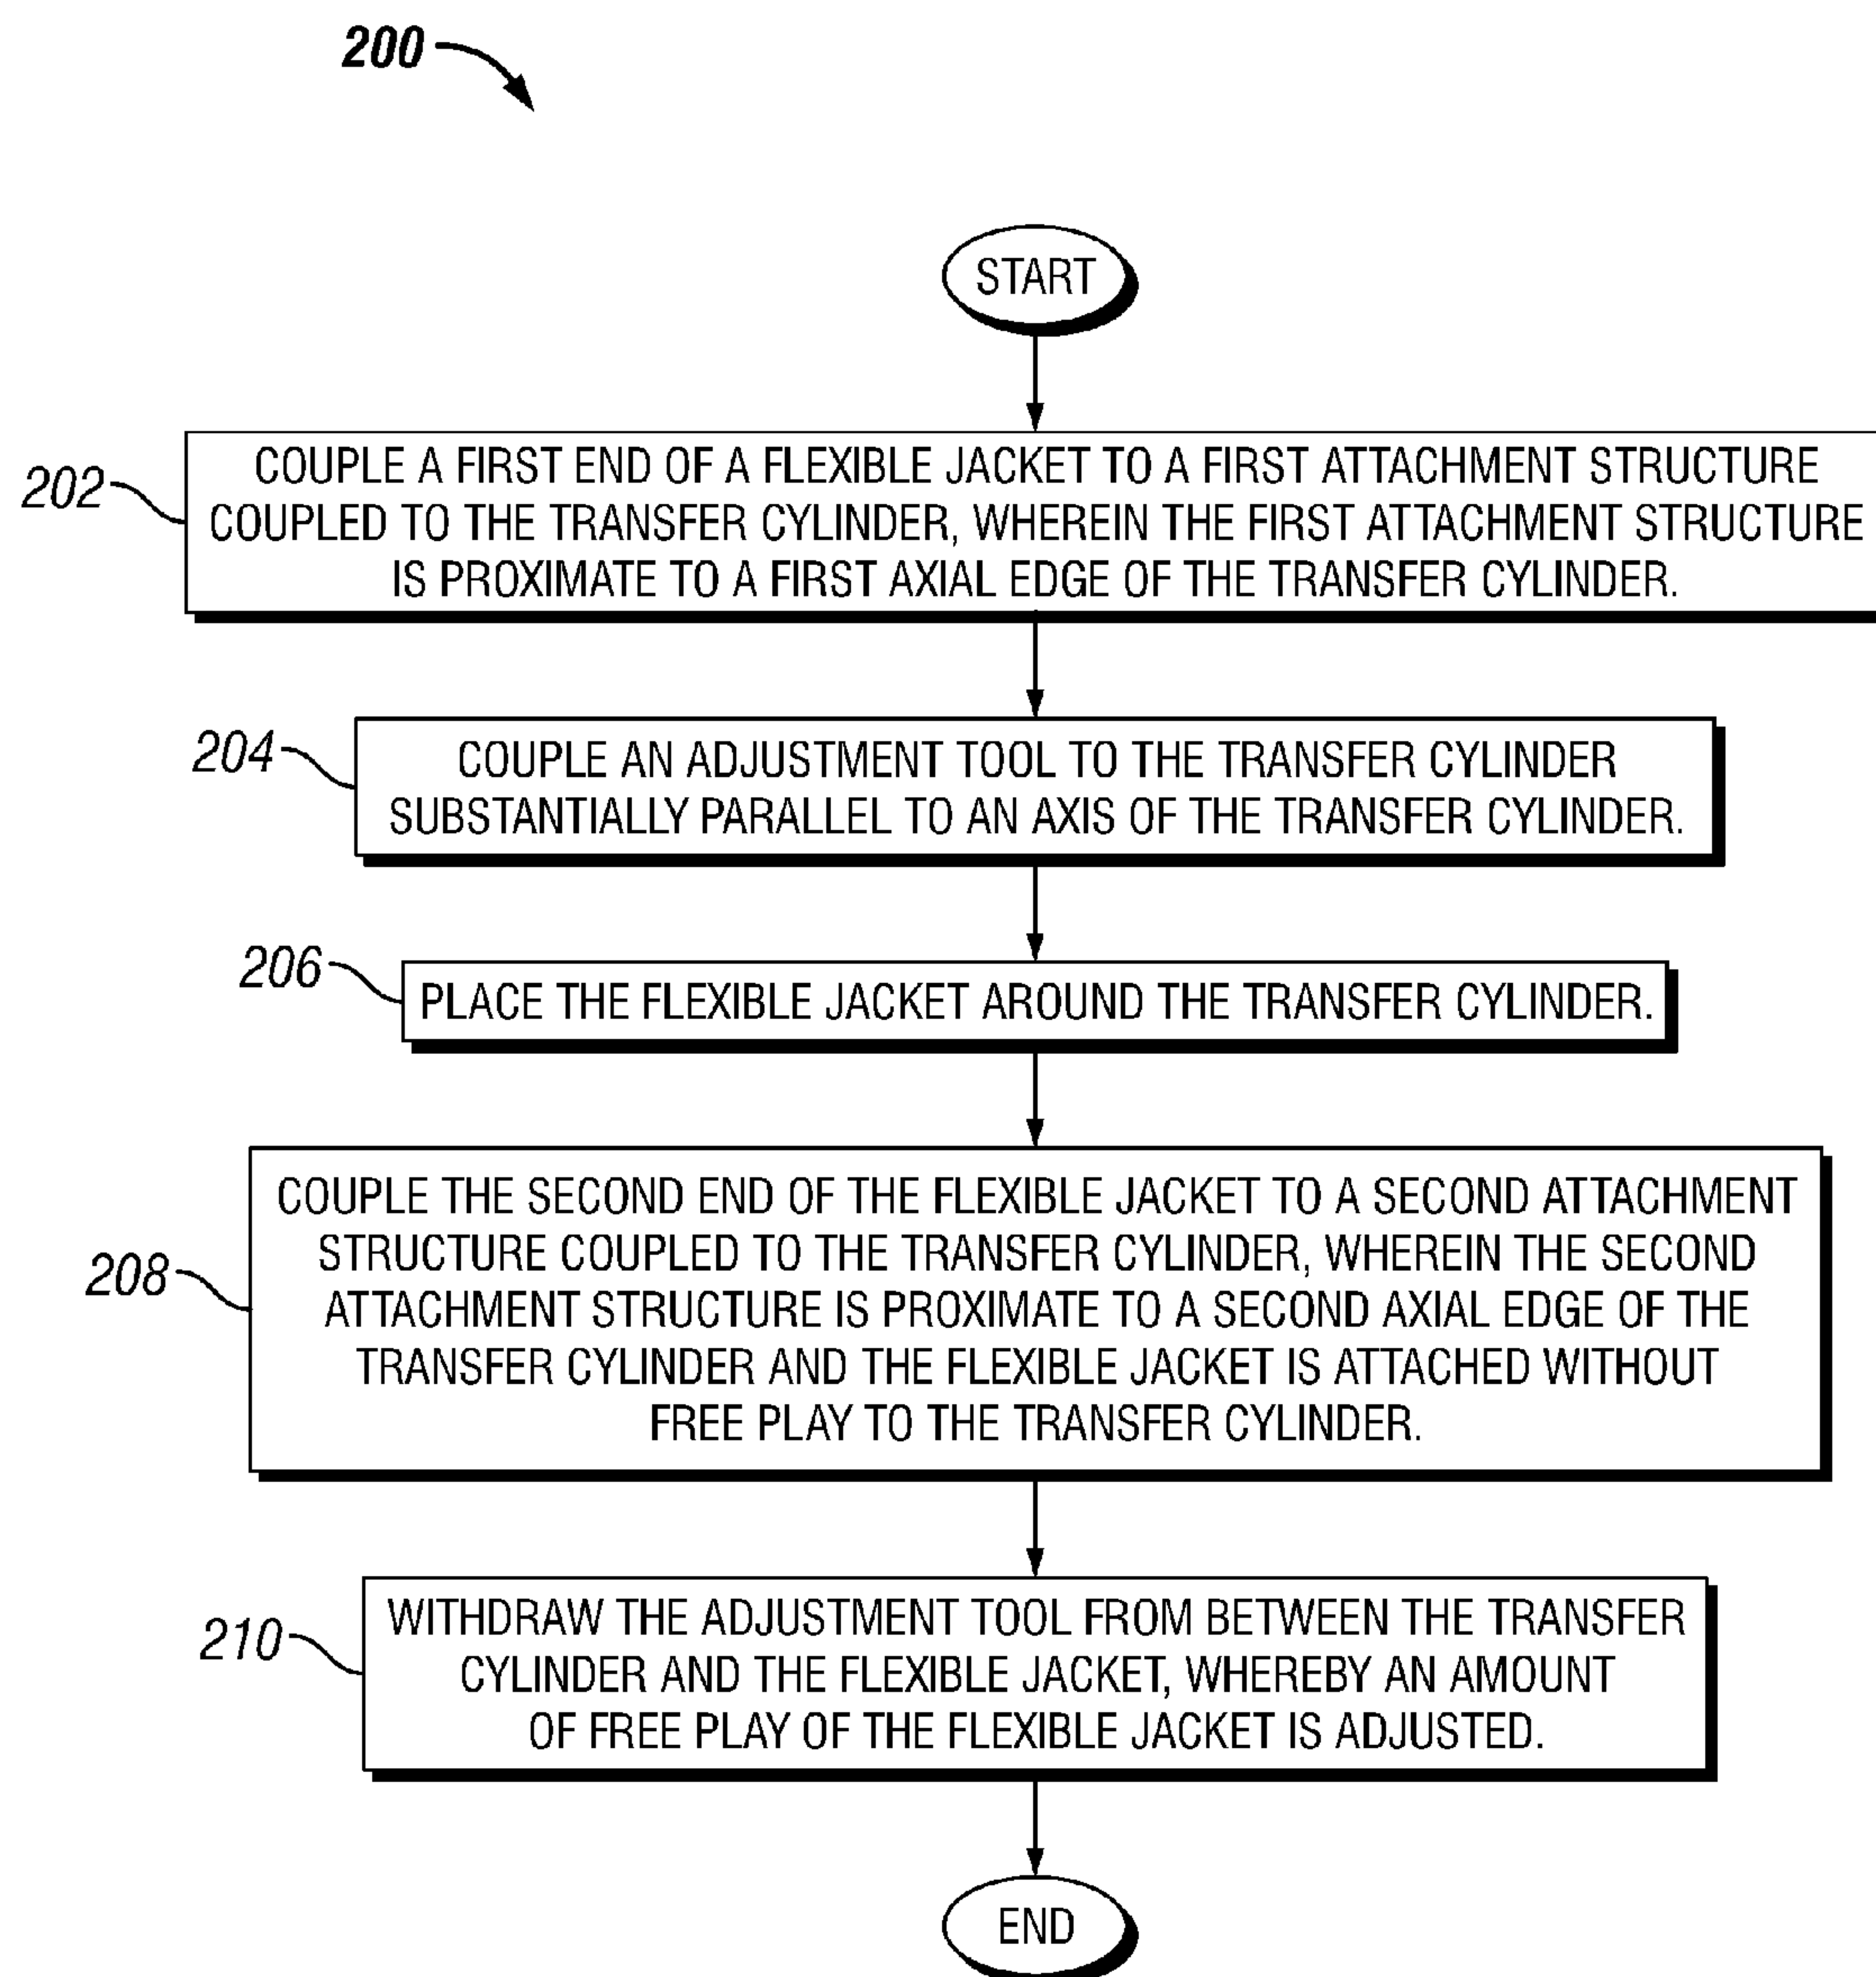 200
START
202
COUPLE A FIRST END OF A FLEXIBLE JACKET TO A FIRST ATTACHMENT STRUCTURE
COUPLED TO THE TRANSFER CYLINDER, WHEREIN THE FIRST ATTACHMENT STRUCTURE
IS PROXIMATE TO A FIRST AXIAL EDGE OF THE TRANSFER CYLINDER.
204
COUPLE AN ADJUSTMENT TOOL TO THE TRANSFER CYLINDER
SUBSTANTIALLY PARALLEL TO AN AXIS OF THE TRANSFER CYLINDER.
206
PLACE THE FLEXIBLE JACKET AROUND THE TRANSFER CYLINDER.
208
COUPLE THE SECOND END OF THE FLEXIBLE JACKET TO A SECOND ATTACHMENT
STRUCTURE COUPLED TO THE TRANSFER CYLINDER, WHEREIN THE SECOND
ATTACHMENT STRUCTURE IS PROXIMATE TO A SECOND AXIAL EDGE OF THE
TRANSFER CYLINDER AND THE FLEXIBLE JACKET IS ATTACHED WITHOUT
FREE PLAY TO THE TRANSFER CYLINDER.
210
WITHDRAW THE ADJUSTMENT TOOL FROM BETWEEN THE TRANSFER
CYLINDER AND THE FLEXIBLE JACKET, WHEREBY AN AMOUNT
OF FREE PLAY OF THE FLEXIBLE JACKET IS ADJUSTED.
END